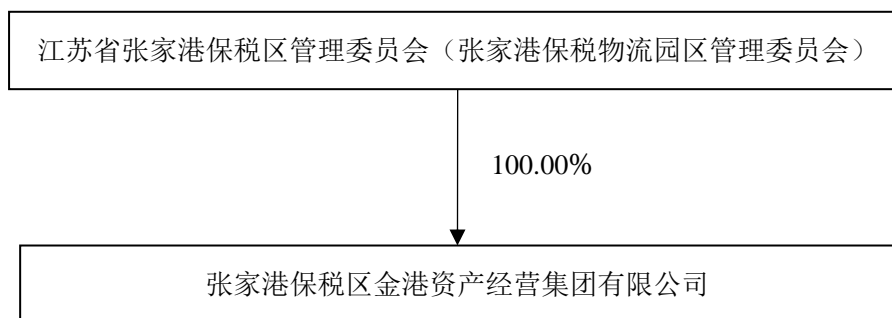 江苏省张家港保税区管理委员会（张家港保税物流园区管理委员会）
100.00%
张家港保税区金港资产经营集团有限公司